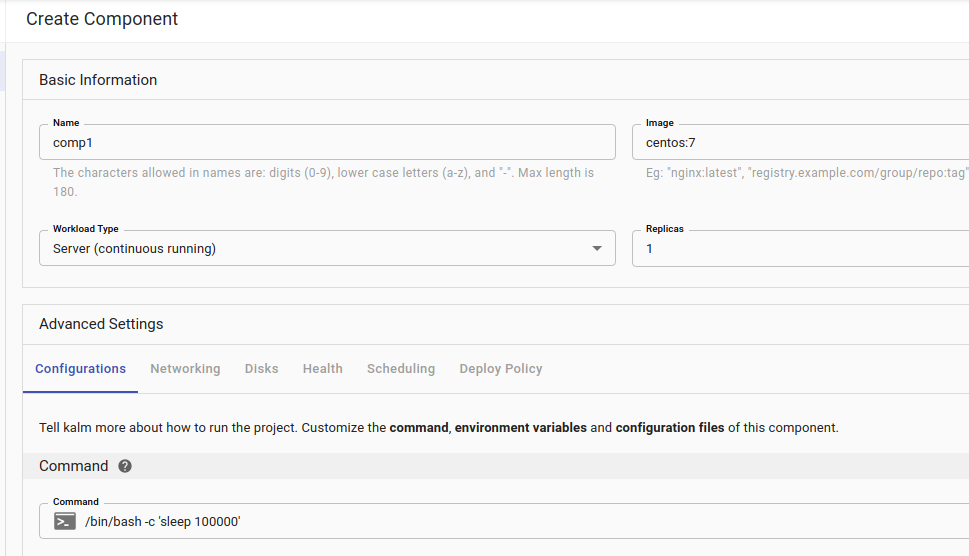 Create Component
Basic Information
Name
comp1
The characters allowed in names are: digits (0-9), lower case letters (a-z), and "-". Max length is
180.
Image
centos:7
Eg: "nginx:latest", "registry.example.com/group/repo:tag"
Workload Type
Server (continuous running)
Replicas
1
Advanced Settings
Configurations Networking Disks Health Scheduling Deploy Policy
Tell kalm more about how to run the project. Customize the command, environment variables and configuration files of this component.
Command ?
Command
>_ /bin/bash -c 'sleep 100000'